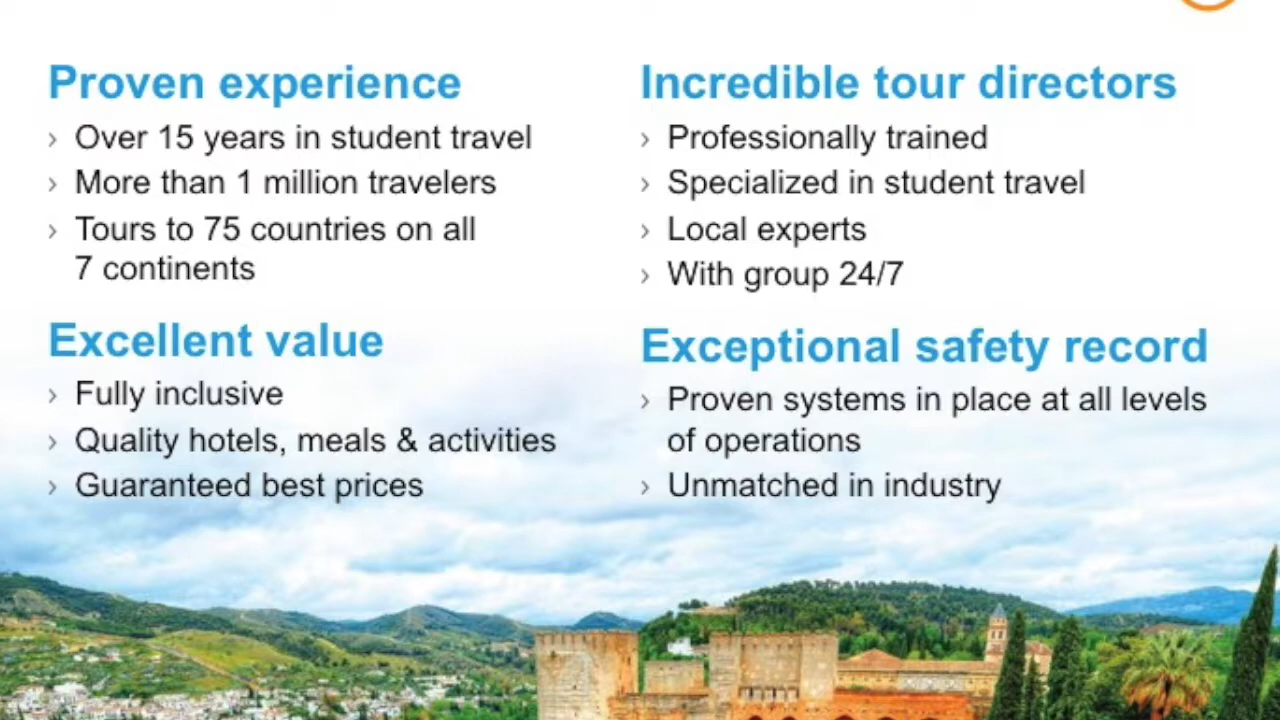 Proven experience
› Over 15 years in student travel
› More than 1 million travelers
› Tours to 75 countries on all
7 continents
Excellent value
› Fully inclusive
› Quality hotels, meals & activities
› Guaranteed best prices
Incredible tour directors
› Professionally trained
› Specialized in student travel
› Local experts
› With group 24/7
Exceptional safety record
› Proven systems in place at all levels
of operations
› Unmatched in industry